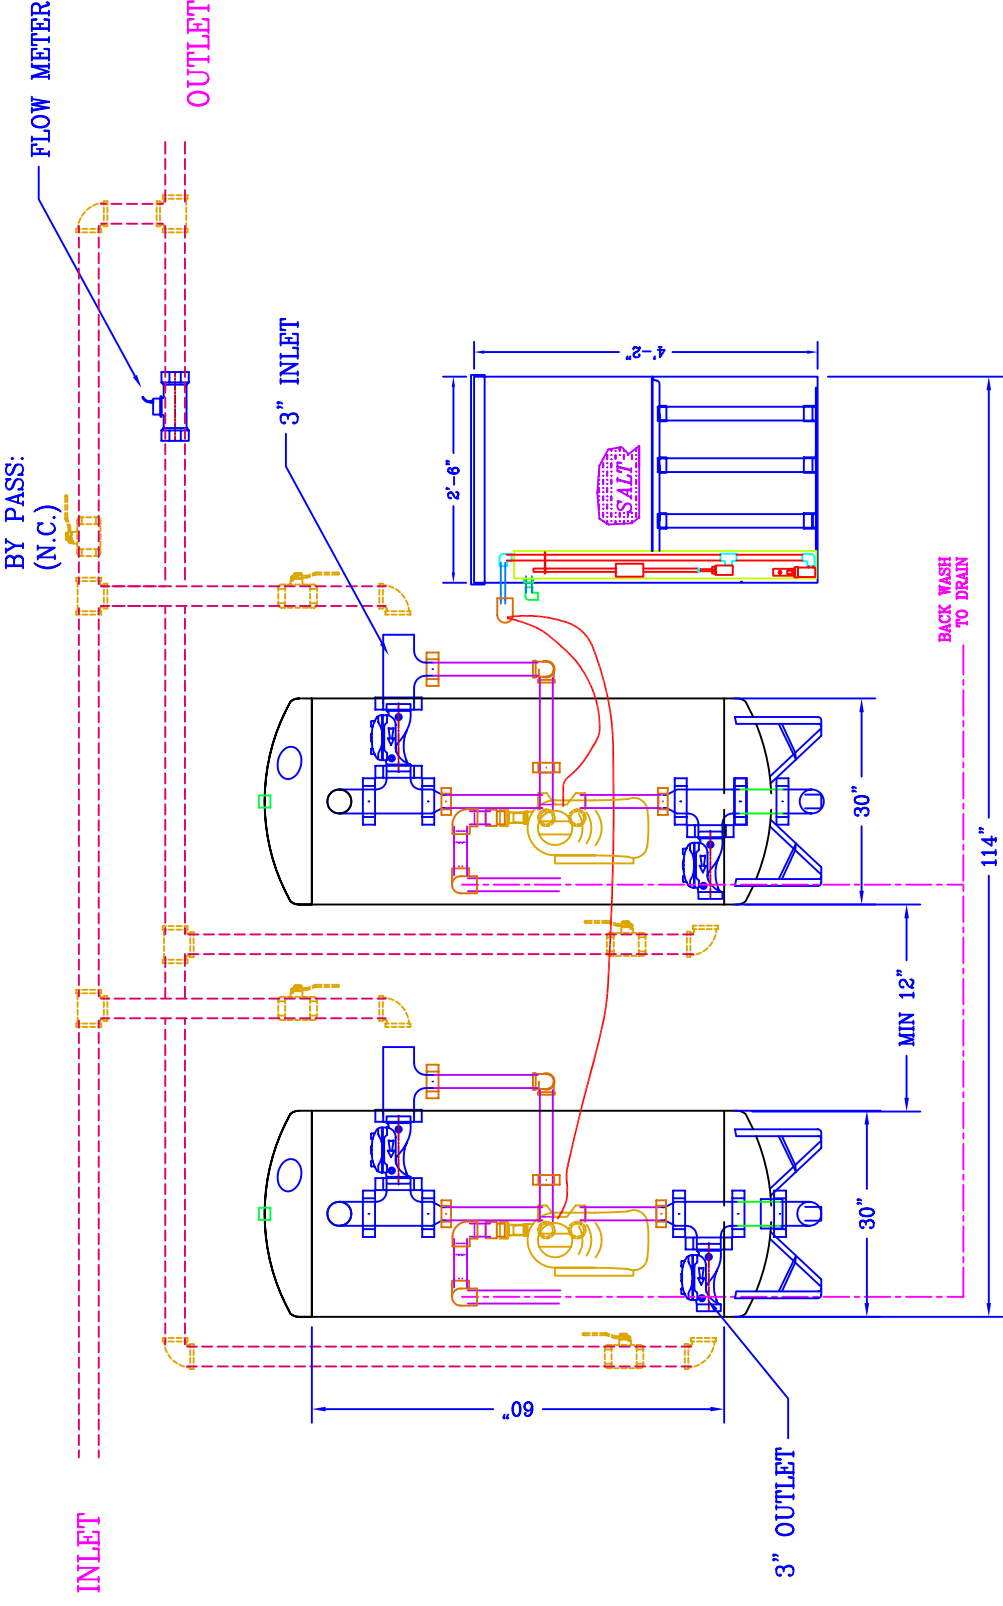 FLOW METER
OUTLET
BY PASS:
(N.C.)
3" INLET
4'-2"
2'-6"
SALT
BACK WASH
TO DRAIN
30"
114"
MIN 12"
30"
60"
3" OUTLET
INLET